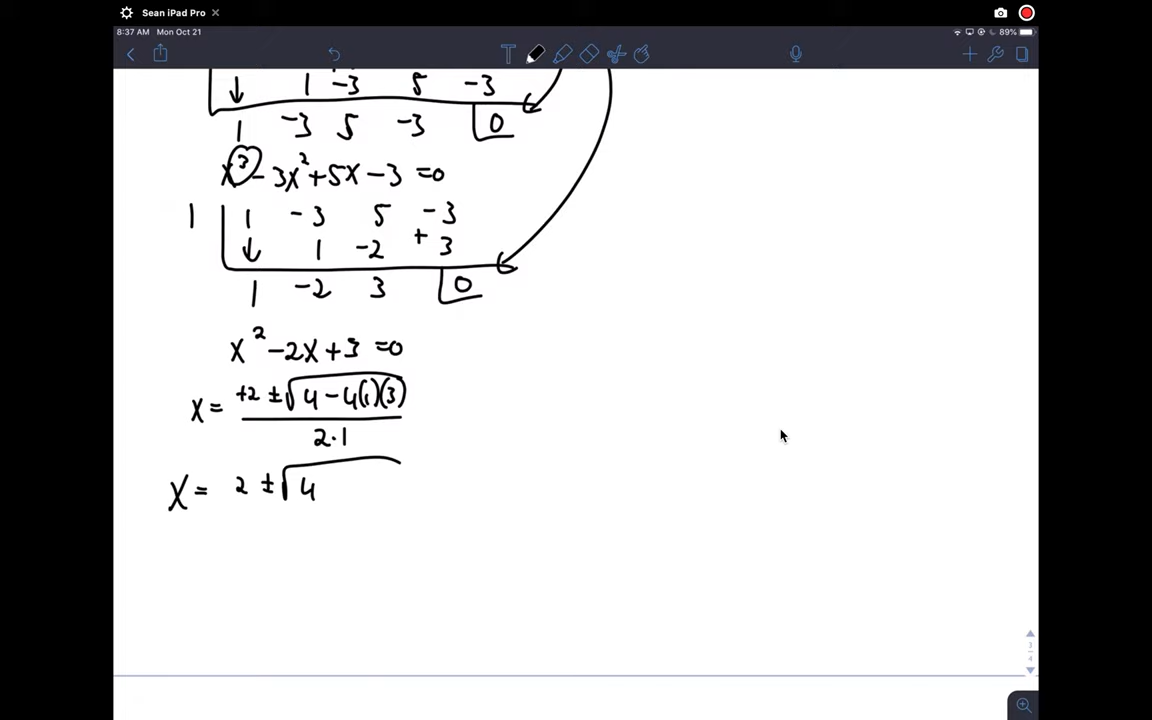 Sean iPad Pro ×
8:37 AM Mon Oct 21
89%
↓ 1 -3 5 -3
1 -3 5 -3 0
x³ - 3x² + 5x - 3 = 0
1 1 -3 5 -3
↓ 1 -2 + 3
1 -2 3 0
x² - 2x + 3 = 0
x = +2 ± √4 - 4(1)(3)
2·1
x = 2 ± √4
3
4